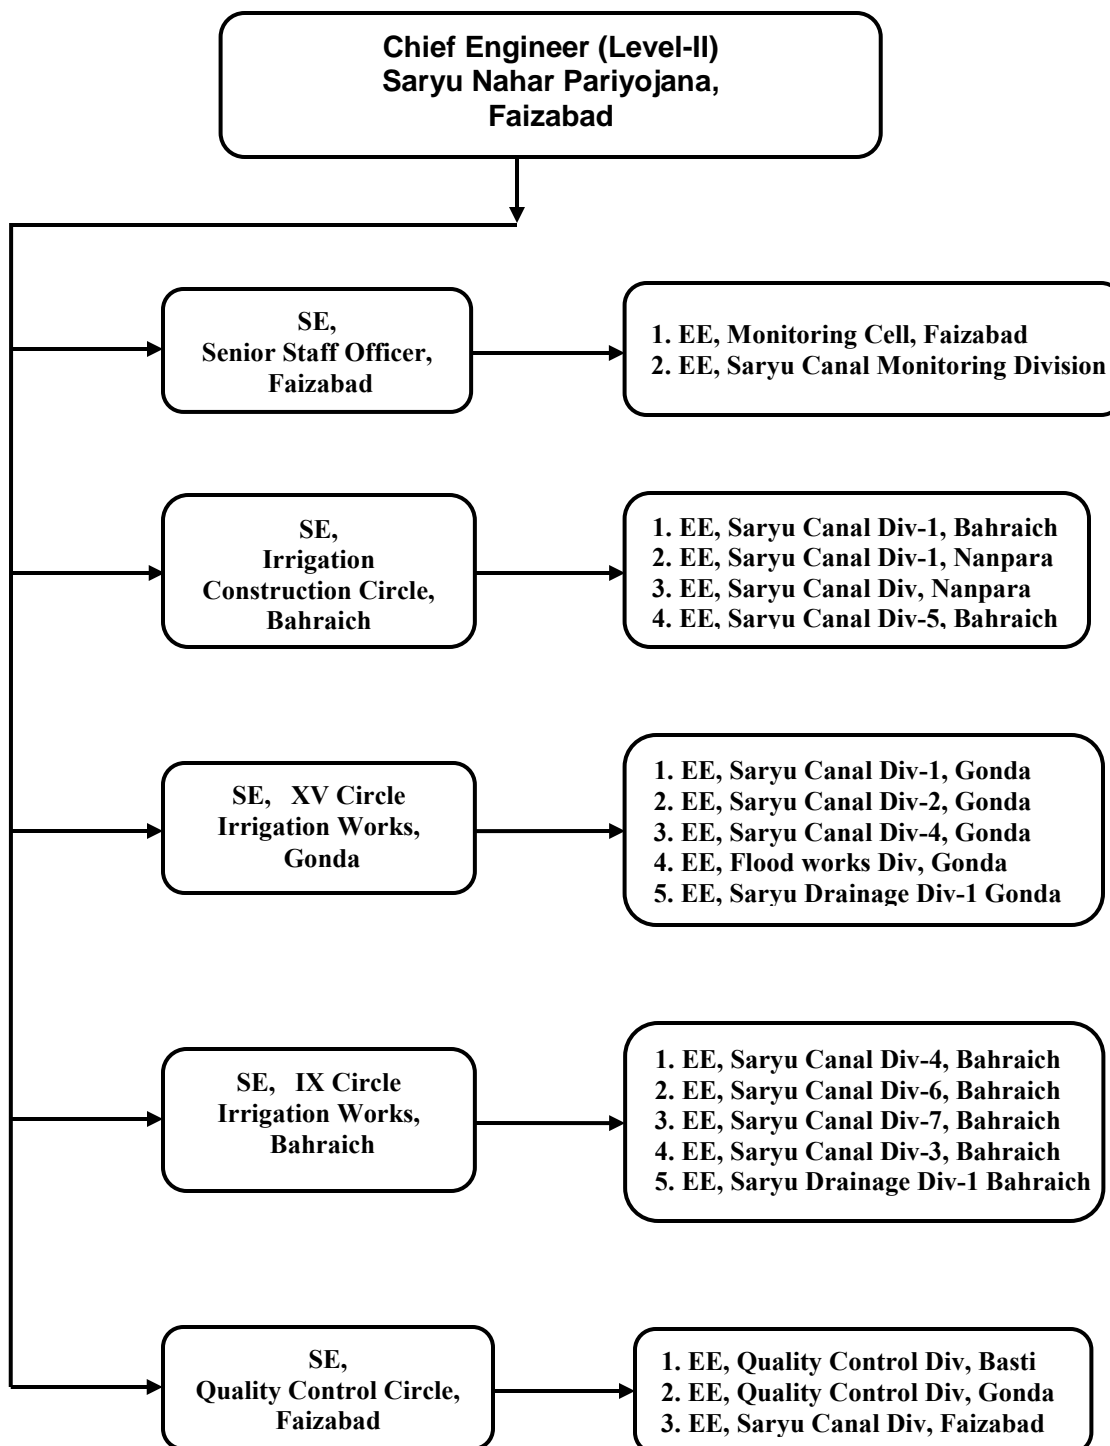 Chief Engineer (Level-II)
Saryu Nahar Pariyojana,
Faizabad
SE,
Senior Staff Officer,
Faizabad
1. EE, Monitoring Cell, Faizabad
2. EE, Saryu Canal Monitoring Division
SE,
Irrigation
Construction Circle,
Bahraich
1. EE, Saryu Canal Div-1, Bahraich
2. EE, Saryu Canal Div-1, Nanpara
3. EE, Saryu Canal Div, Nanpara
4. EE, Saryu Canal Div-5, Bahraich
SE, XV Circle
Irrigation Works,
Gonda
1. EE, Saryu Canal Div-1, Gonda
2. EE, Saryu Canal Div-2, Gonda
3. EE, Saryu Canal Div-4, Gonda
4. EE, Flood works Div, Gonda
5. EE, Saryu Drainage Div-1 Gonda
SE, IX Circle
Irrigation Works,
Bahraich
1. EE, Saryu Canal Div-4, Bahraich
2. EE, Saryu Canal Div-6, Bahraich
3. EE, Saryu Canal Div-7, Bahraich
4. EE, Saryu Canal Div-3, Bahraich
5. EE, Saryu Drainage Div-1 Bahraich
SE,
Quality Control Circle,
Faizabad
1. EE, Quality Control Div, Basti
2. EE, Quality Control Div, Gonda
3. EE, Saryu Canal Div, Faizabad